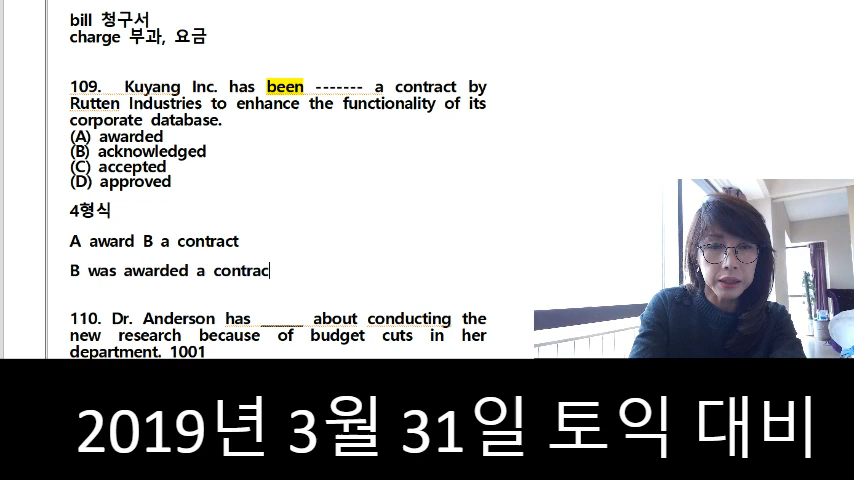 bill 청구서
charge 부과, 요금
109. Kuyang Inc. has been ------- a contract by
Rutten Industries to enhance the functionality of its
corporate database.
(A) awarded
(B) acknowledged
(C) accepted
(D) approved
4형식
A award B a contract
B was awarded a contrac
110. Dr. Anderson has _____ about conducting the
new research because of budget cuts in her
department. 1001
2019년 3월 31일 토익 대비